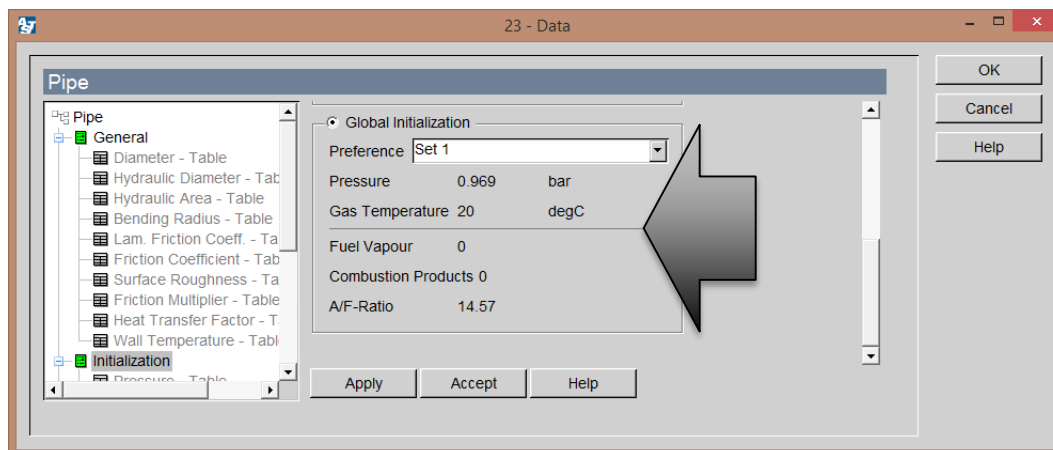 AST
23 - Data
Pipe
OK
Cancel
Help
Pipe
General
Diameter - Table
Hydraulic Diameter - Tab
Hydraulic Area - Table
Bending Radius - Table
Lam. Friction Coeff. - Ta
Friction Coefficient - Tab
Surface Roughness - Ta
Friction Multiplier - Table
Heat Transfer Factor - T
Wall Temperature - Tabl
Initialization
Pressure - Table
Global Initialization
Preference Set 1
Pressure 0.969 bar
Gas Temperature 20 degC
Fuel Vapour 0
Combustion Products 0
A/F-Ratio 14.57
Apply Accept Help